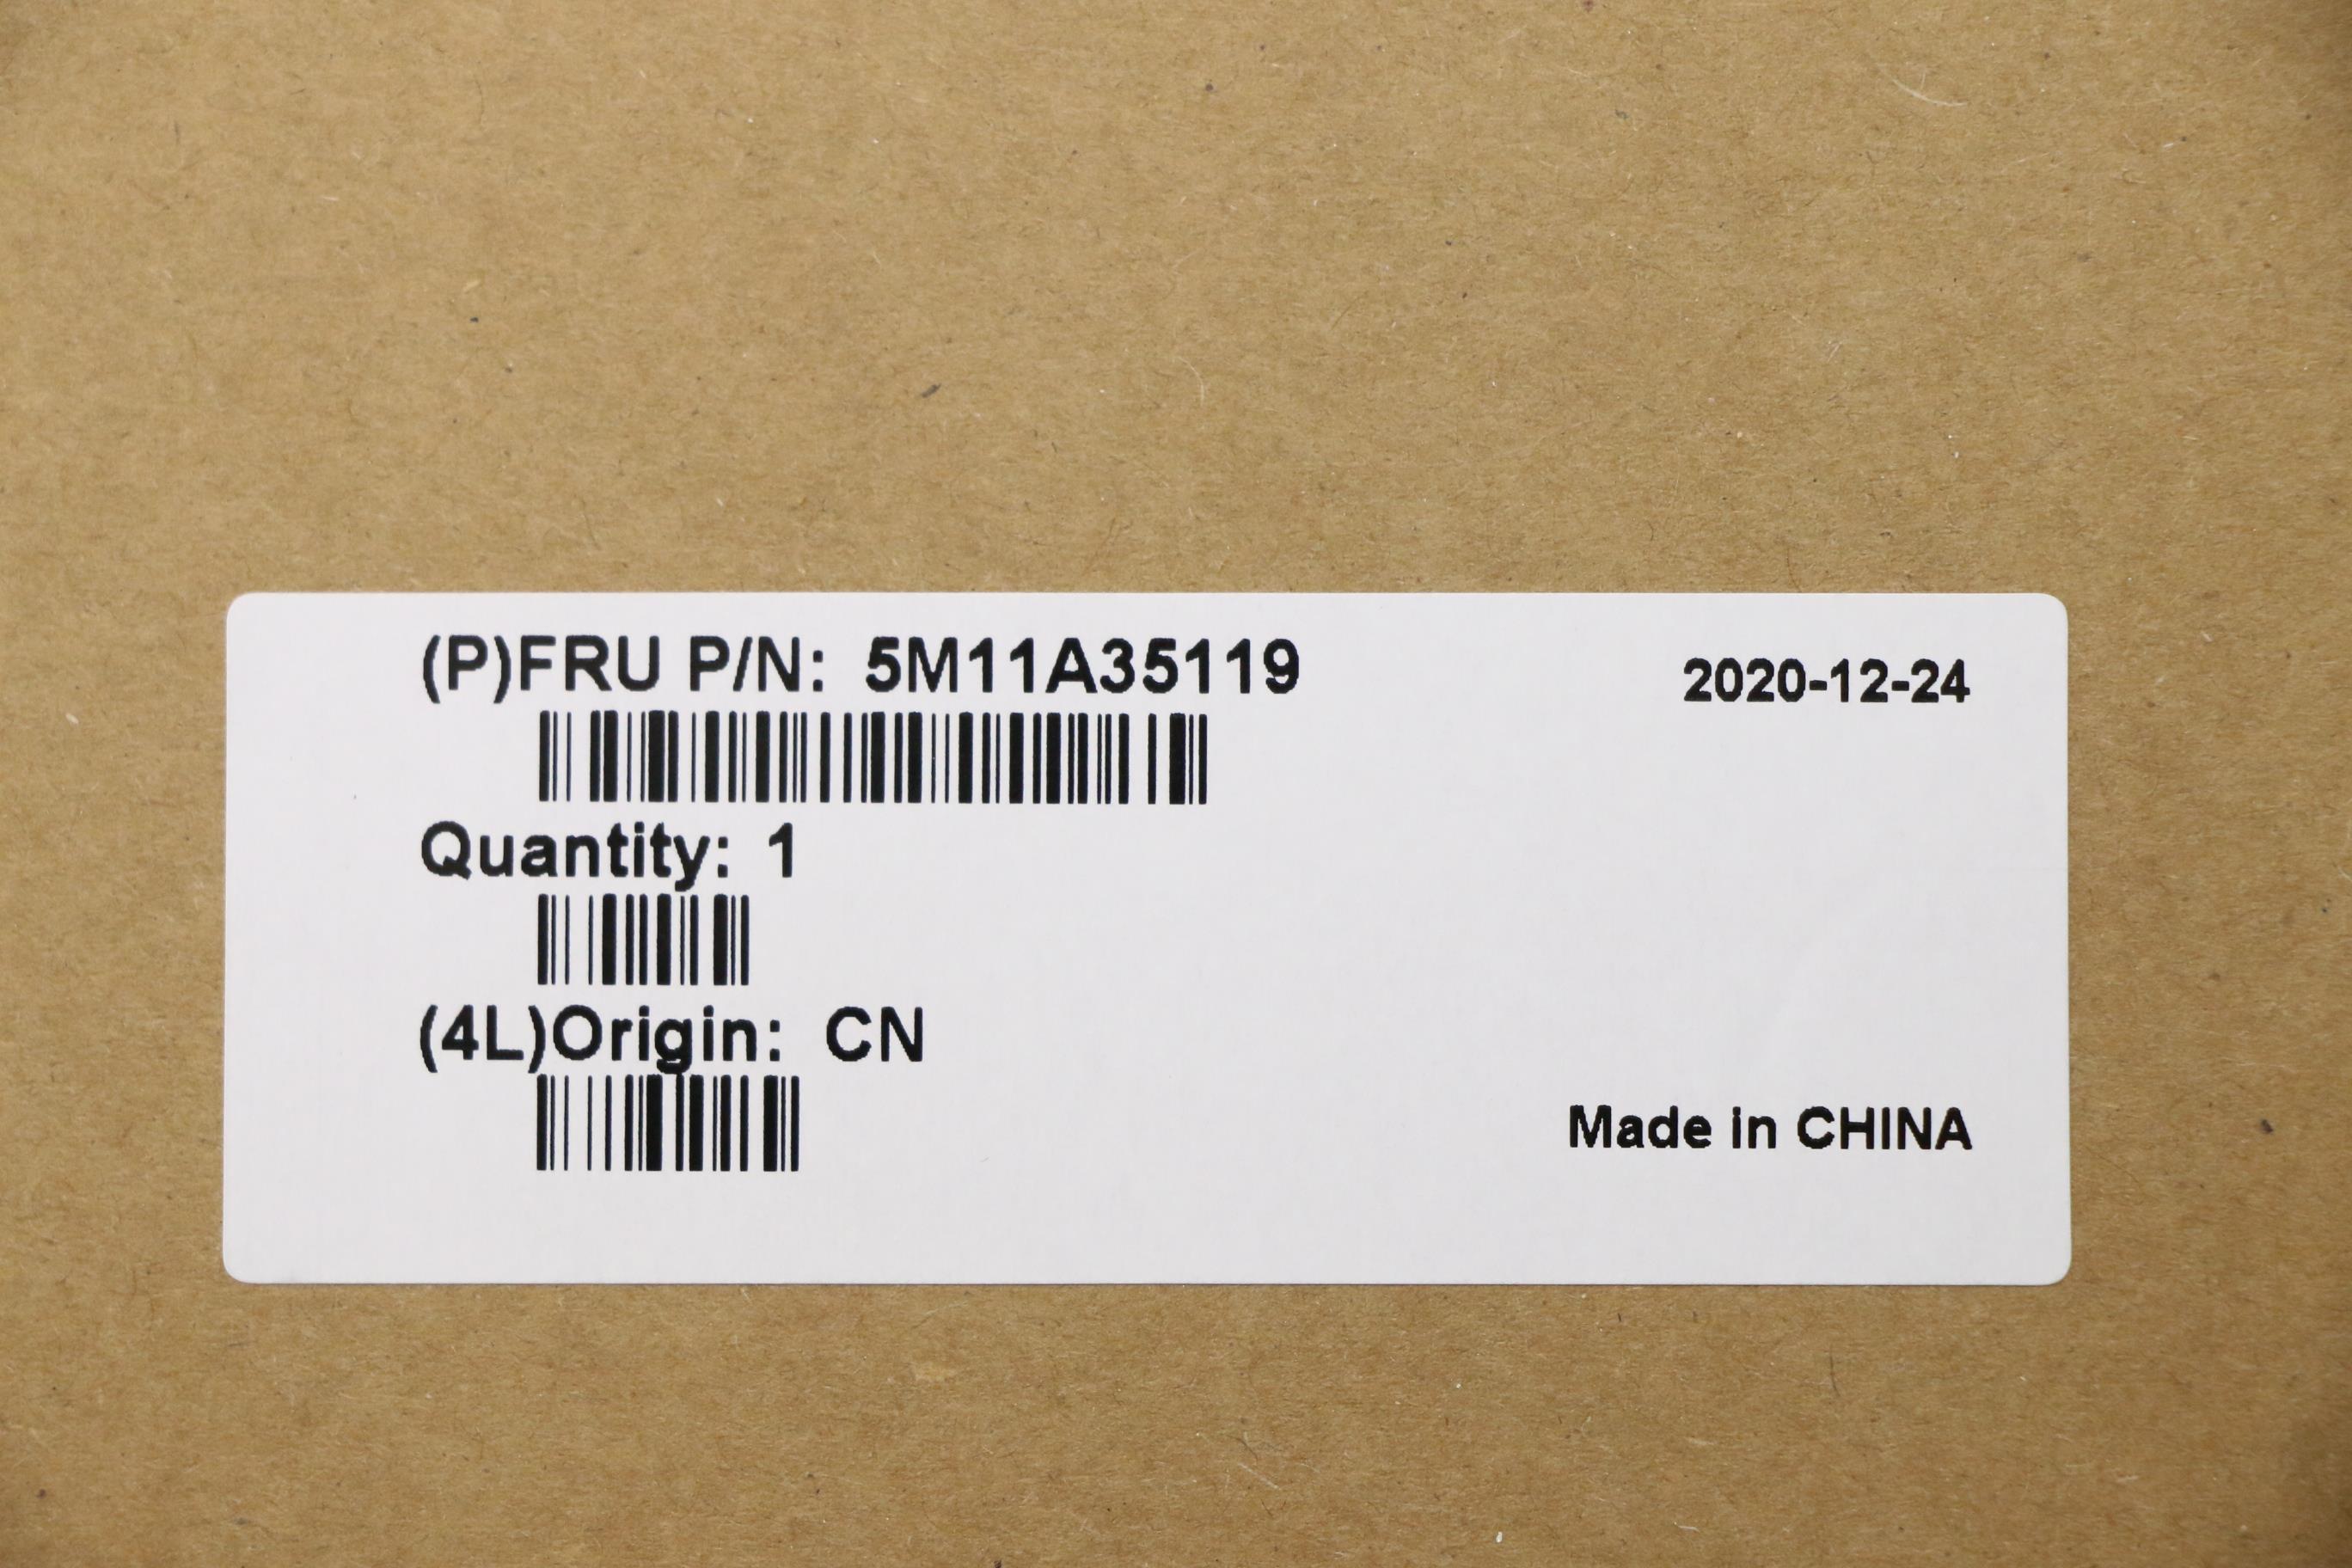 (P)FRU P/N: 5M11A35119
2020-12-24
Quantity: 1
(4L)Origin: CN
Made in CHINA